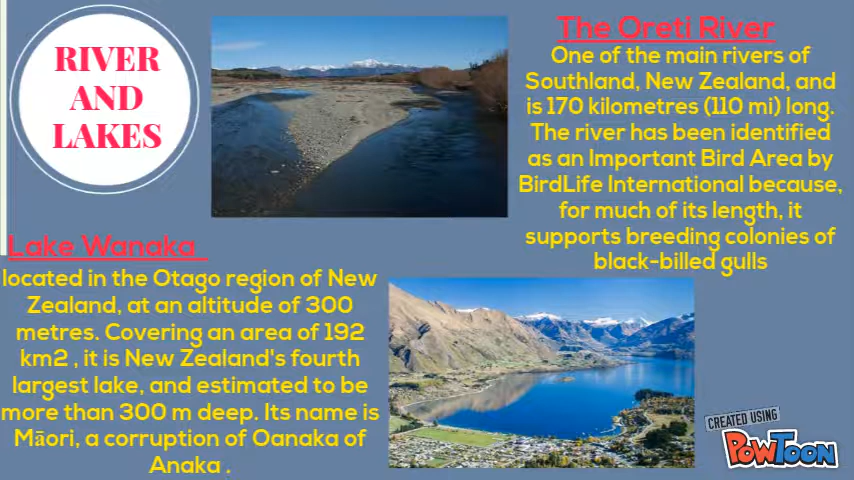 RIVER
AND
LAKES
The Oreti River
One of the main rivers of
Southland, New Zealand, and
is 170 kilometres (110 mi) long.
The river has been identified
as an Important Bird Area by
BirdLife International because,
for much of its length, it
supports breeding colonies of
black-billed gulls
Lake Wanaka
located in the Otago region of New
Zealand, at an altitude of 300
metres. Covering an area of 192
km2 , it is New Zealand's fourth
largest lake, and estimated to be
more than 300 m deep. Its name is
Māori, a corruption of Oanaka of
Anaka .
CREATED USING
POWTOON